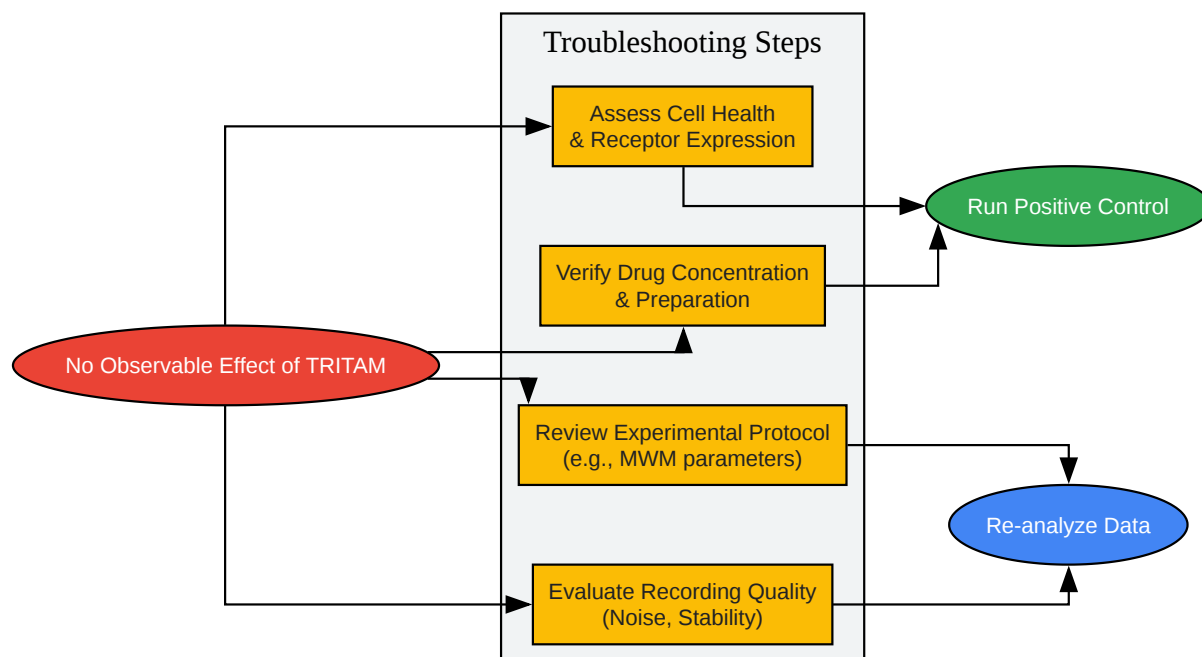 Troubleshooting Steps
Assess Cell Health
& Receptor Expression
Run Positive Control
Verify Drug Concentration
& Preparation
No Observable Effect of TRITAM
Review Experimental Protocol
(e.g., MWM parameters)
Re-analyze Data
Evaluate Recording Quality
(Noise, Stability)